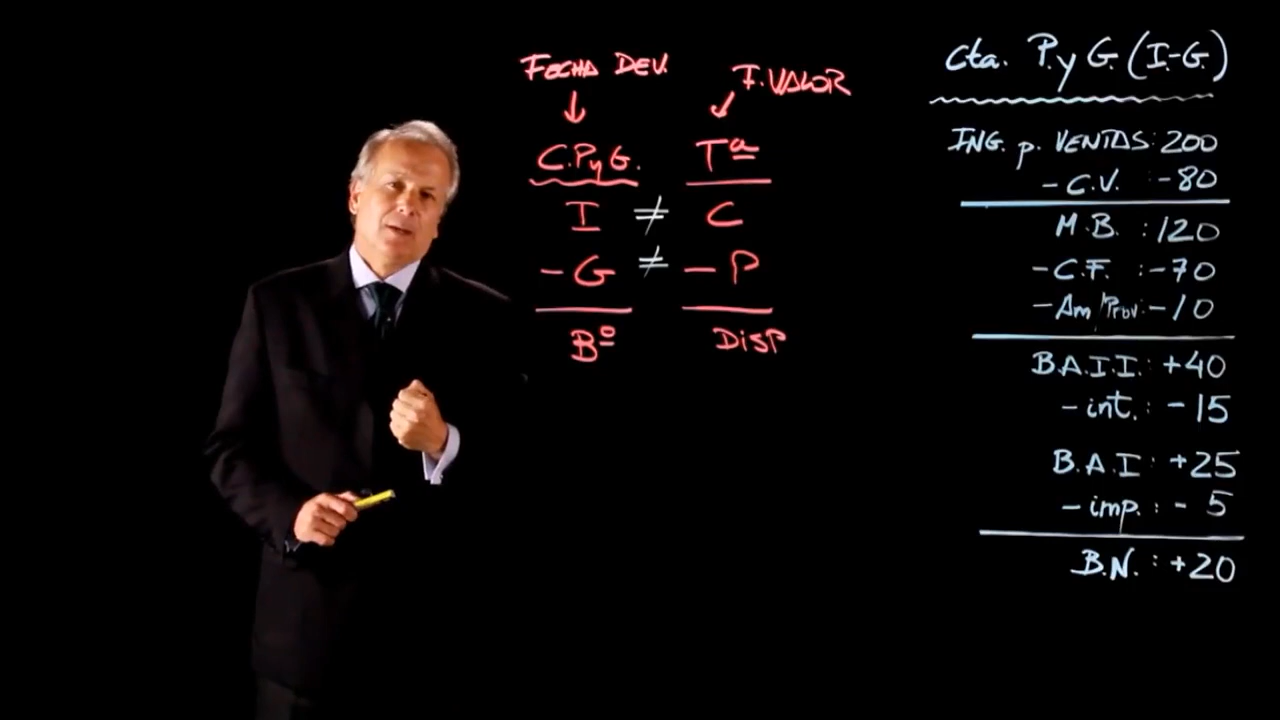 FECHA DEV.
F. VALOR
C.PyG. Tª
I ≠ C
-G ≠ -P
Bº DISP
Cta. P. y G. (I-G)
ING. p. VENTAS: 200
- C.V. : -80
M.B. : 120
- C.F. : -70
- Am/Prov: -10
B.A.I.I. : +40
- int. : -15
B.A.I : +25
- imp. : - 5
B.N. : +20